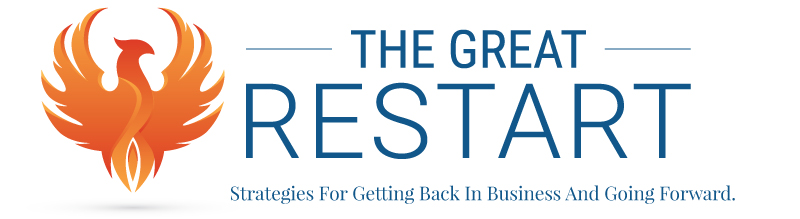 THE GREAT
RESTART
Strategies For Getting Back In Business And Going Forward.